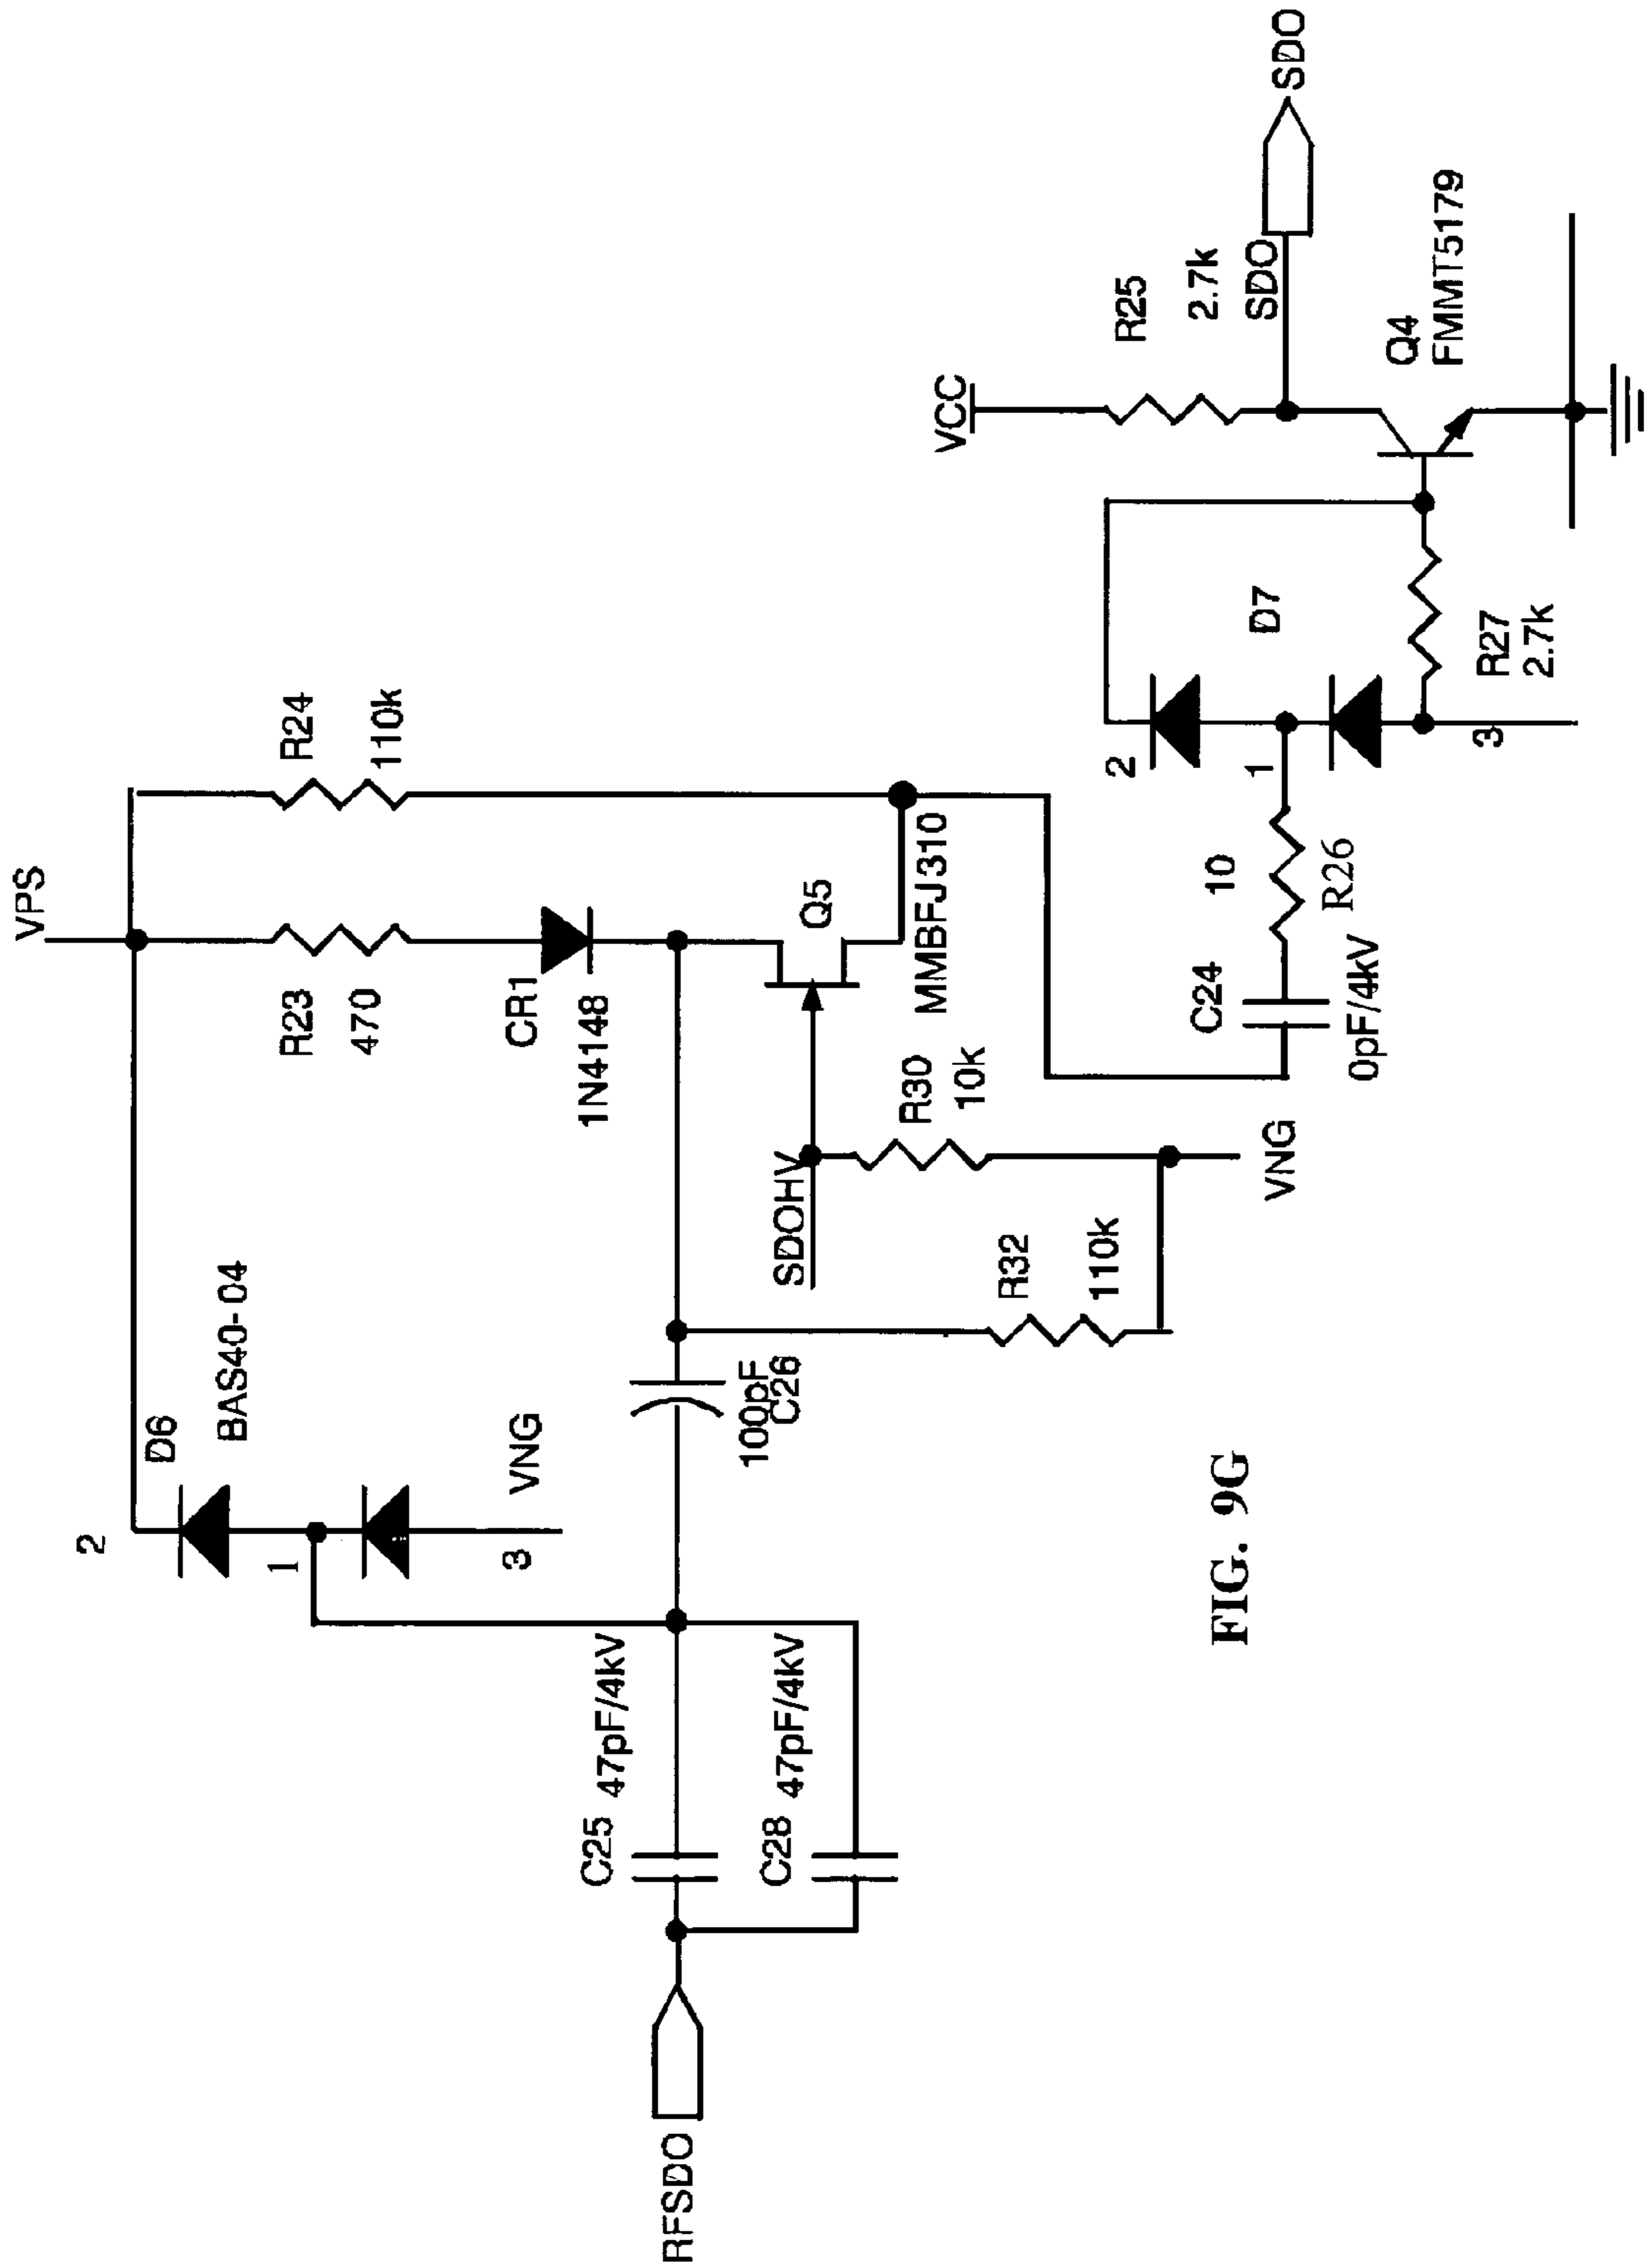 VPS
R24
110k
R23
470
CR1
1N4148
Q5
MMBFJ310
D6
BAS40-04
2
1
3
VNG
RFSDO
C25
47pF/4kV
C28
47pF/4kV
100pF
C26
SDOHV
R30
10k
R32
110k
VNG
VCC
R25
2.7k
SDO
SDO
Q4
FMMT5179
D7
2
1
3
R27
2.7k
C24
0pF/4kV
10
R26
FIG. 9G